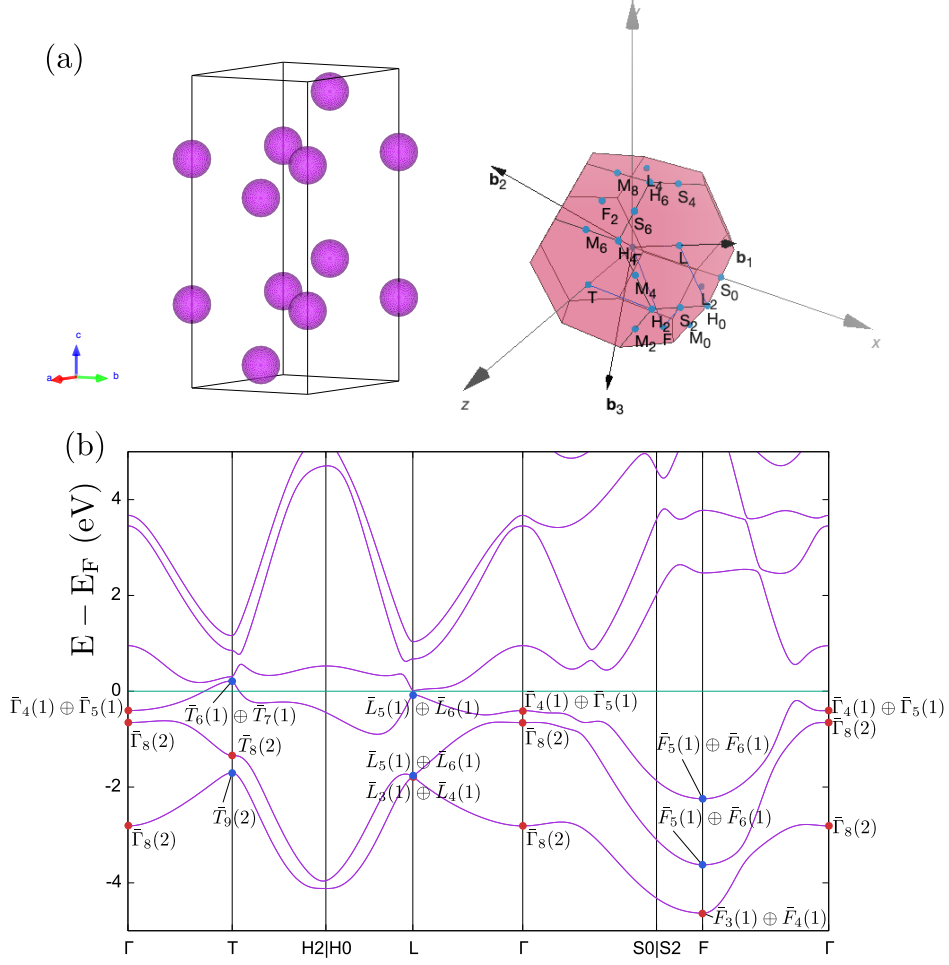 (a)
c
a
b
y
b2
b1
b3
x
z
M8
L4
H6
S4
F2
S6
M6
H4
Γ
L
M4
T
S0
L2
H2
S2
H0
M2
F
M0
(b)
E − E_F (eV)
4
2
0
-2
-4
Γ̄4(1) ⊕ Γ̄5(1)
Γ̄8(2)
Γ̄8(2)
T̄6(1) ⊕ T̄7(1)
T̄8(2)
T̄9(2)
L̄5(1) ⊕ L̄6(1)
L̄5(1) ⊕ L̄6(1)
L̄3(1) ⊕ L̄4(1)
Γ̄4(1) ⊕ Γ̄5(1)
Γ̄8(2)
Γ̄8(2)
F̄5(1) ⊕ F̄6(1)
F̄5(1) ⊕ F̄6(1)
F̄3(1) ⊕ F̄4(1)
Γ̄4(1) ⊕ Γ̄5(1)
Γ̄8(2)
Γ̄8(2)
Γ T H2|H0 L Γ S0|S2 F Γ